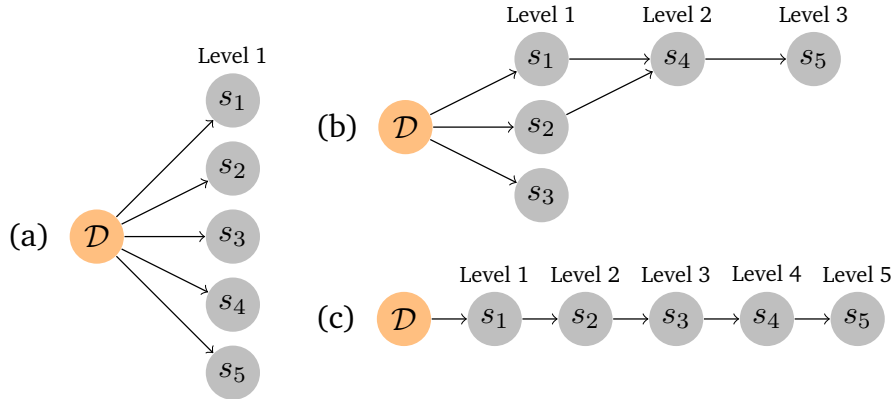 Level 1
s₁
s₂
(a) 𝒟 s₃
s₄
s₅
Level 1 Level 2 Level 3
s₁ s₄ s₅
(b) 𝒟 s₂
s₃
Level 1 Level 2 Level 3 Level 4 Level 5
(c) 𝒟 s₁ s₂ s₃ s₄ s₅